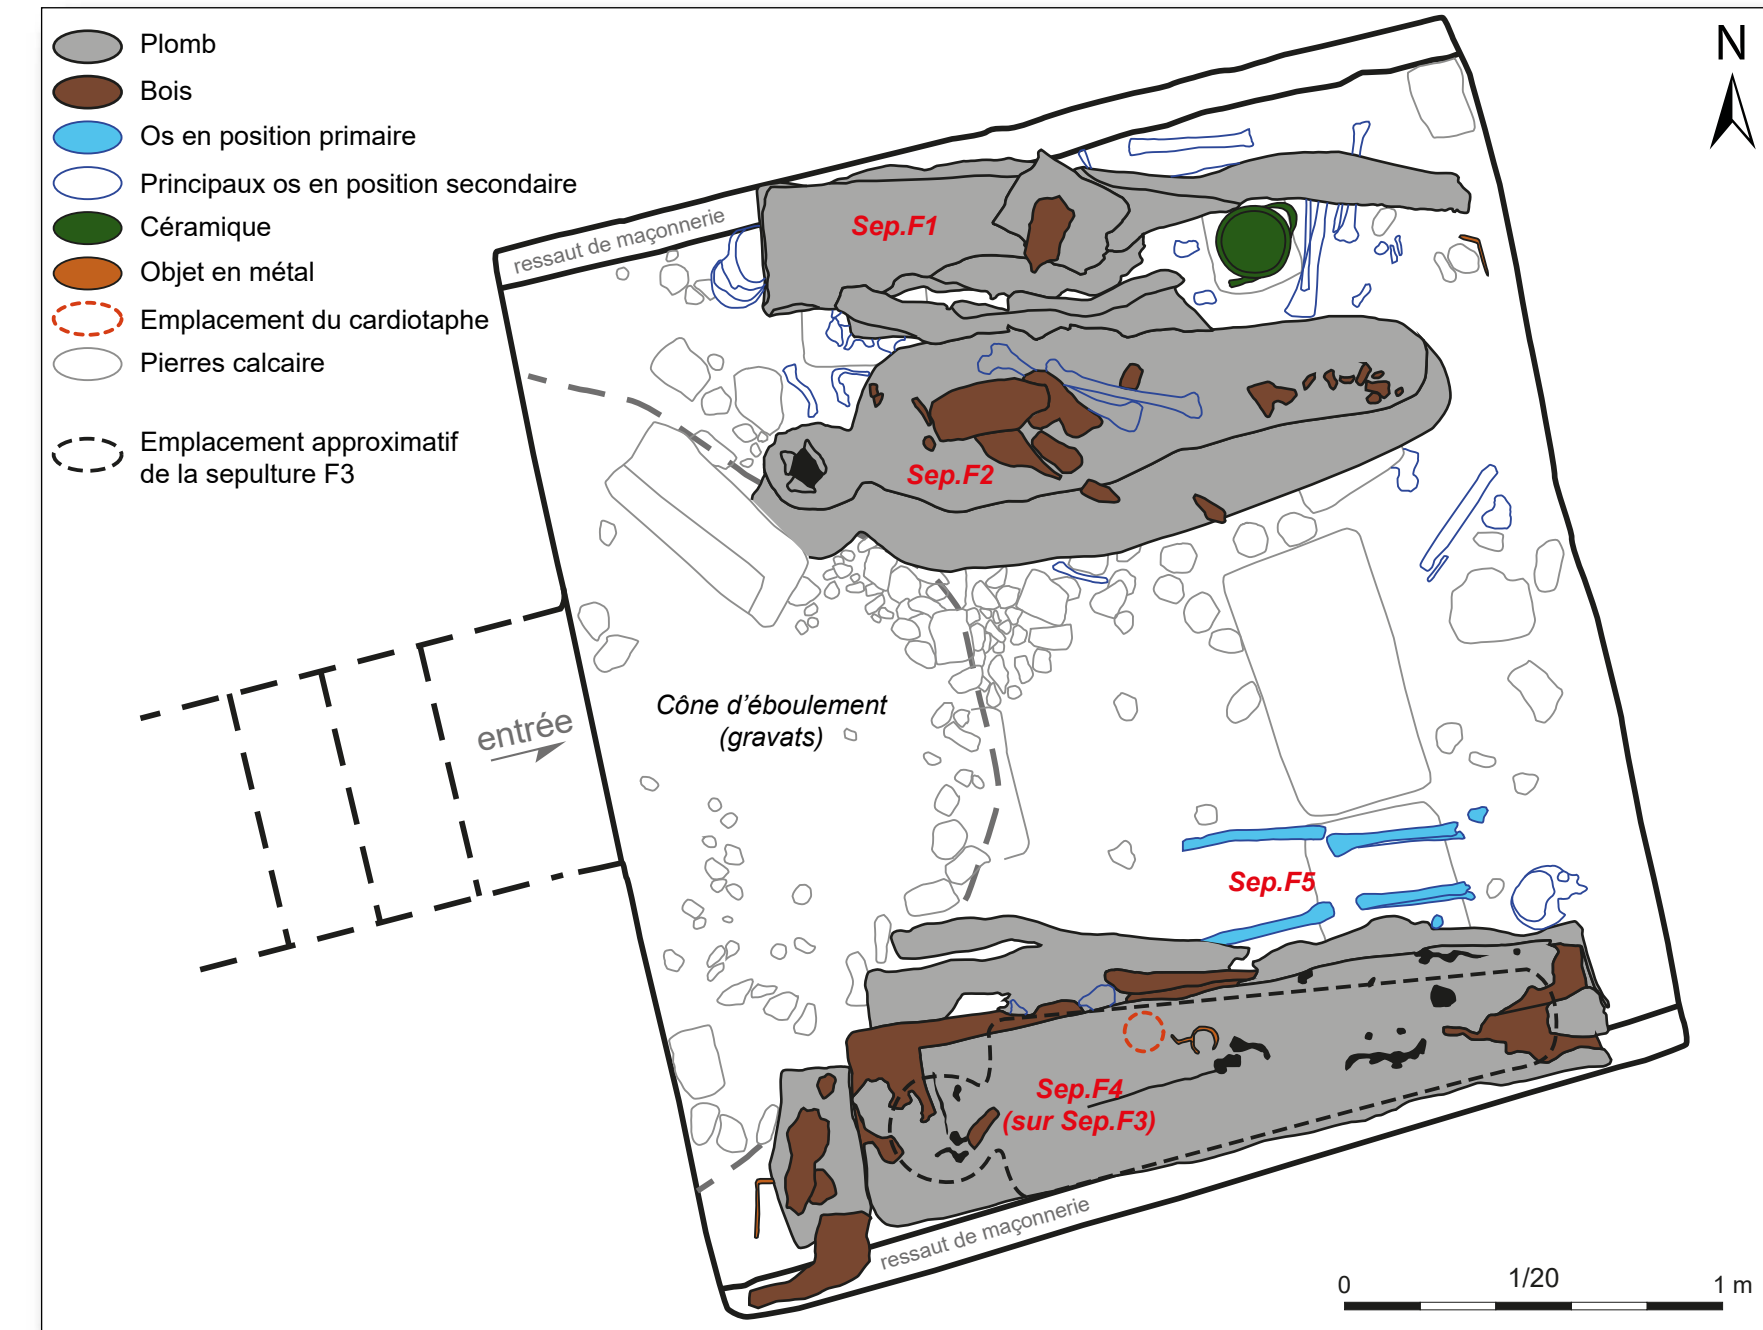 Plomb
Bois
Os en position primaire
Principaux os en position secondaire
Céramique
Objet en métal
Emplacement du cardiotaphe
Pierres calcaire
Emplacement approximatif
de la sepulture F3
N
ressaut de maçonnerie
Sep.F1
Sep.F2
entrée
Cône d'éboulement
(gravats)
Sep.F5
Sep.F4
(sur Sep.F3)
ressaut de maçonnerie
0
1/20
1 m